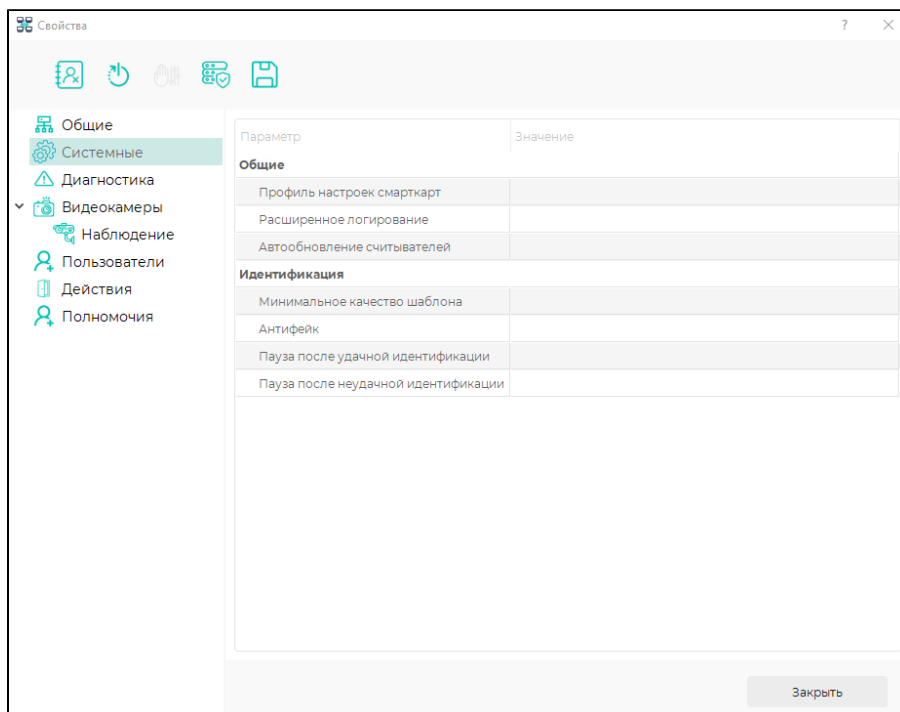 Свойства
?
Общие
Системные
Диагностика
Видеокамеры
Наблюдение
Пользователи
Действия
Полномочия
Параметр Значение
Общие
Профиль настроек смарткарт
Расширенное логирование
Автообновление считывателей
Идентификация
Минимальное качество шаблона
Антифейк
Пауза после удачной идентификации
Пауза после неудачной идентификации
Закрыть